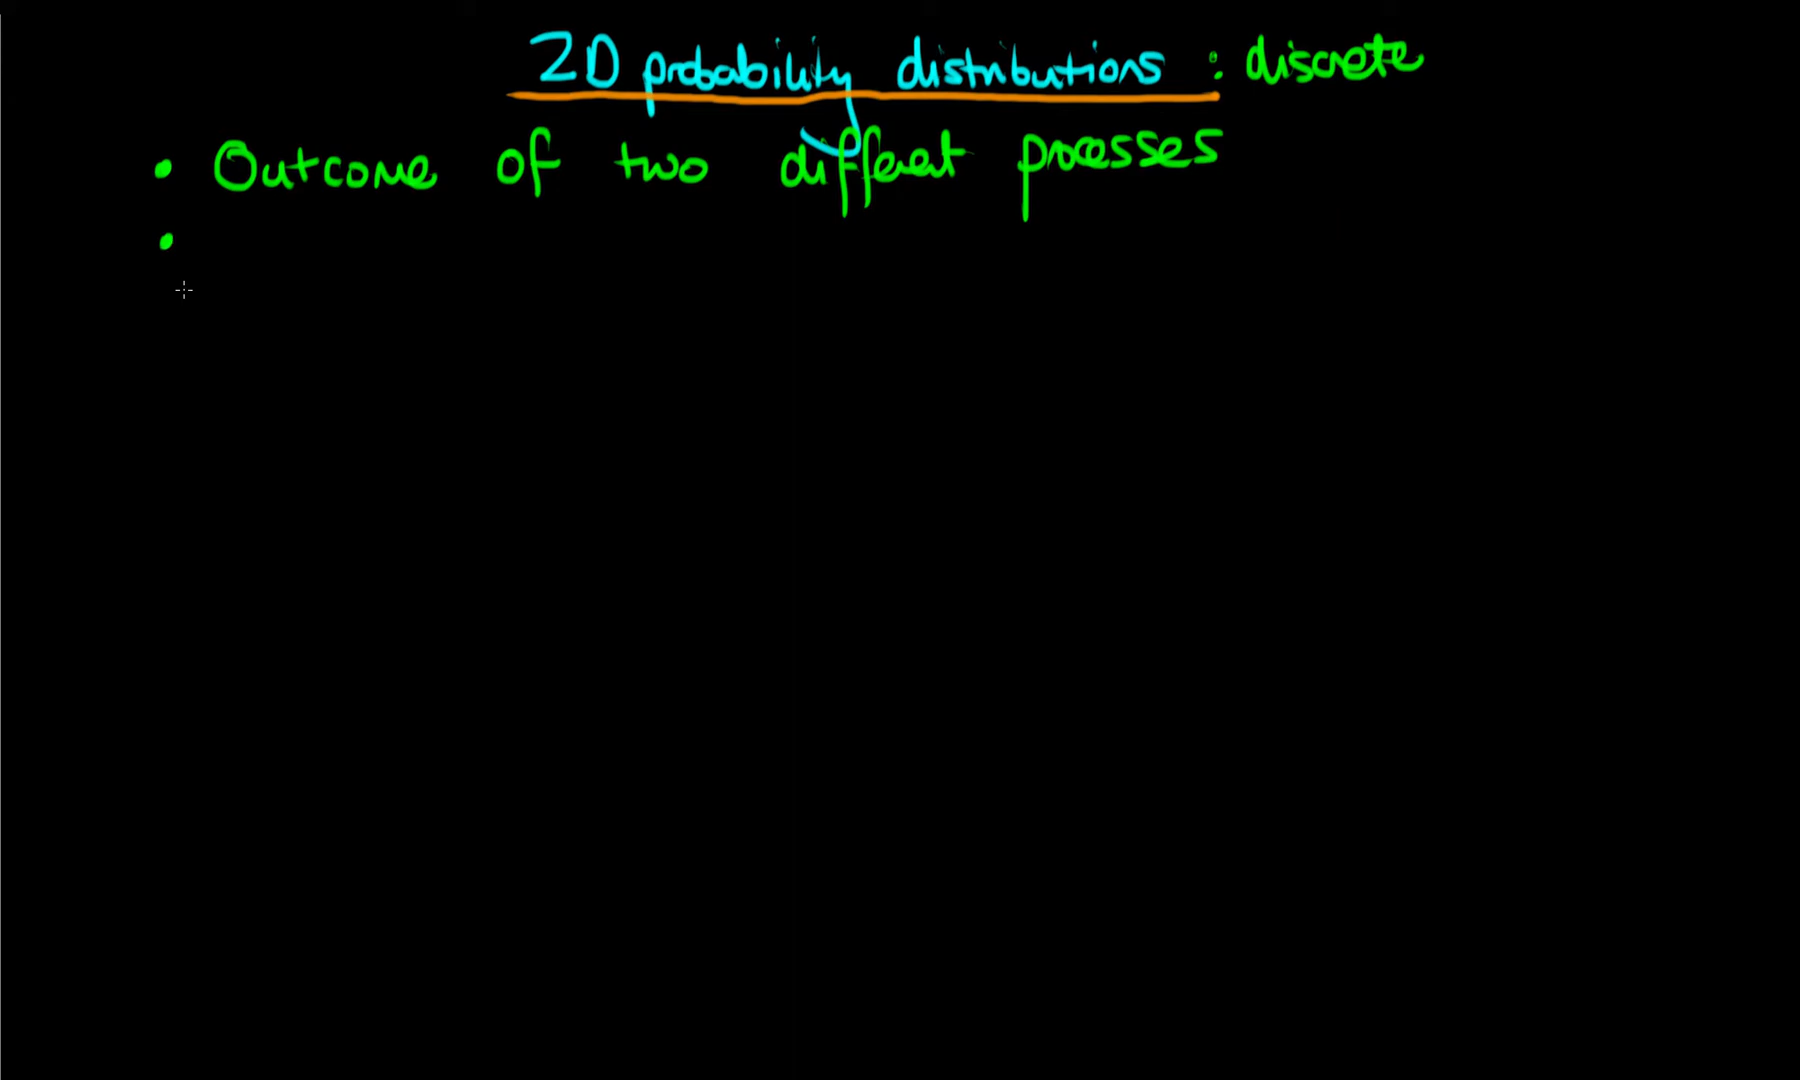 2D probability distributions : discrete
• Outcome of two different processes
•